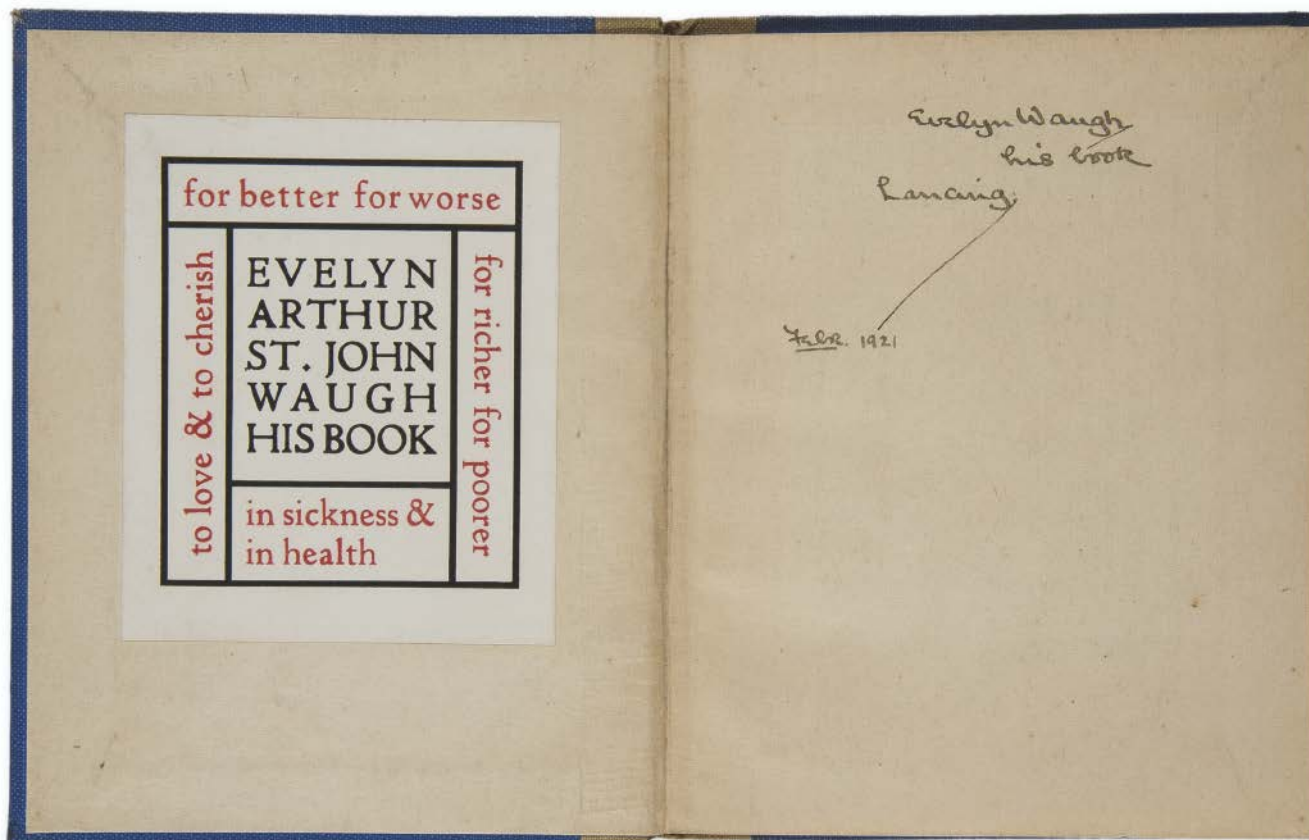 for better for worse
to love & to cherish
EVELYN
ARTHUR
ST. JOHN
WAUGH
HIS BOOK
for richer for poorer
in sickness &
in health
Evelyn Waugh
his book
Lancing.
Febr. 1921